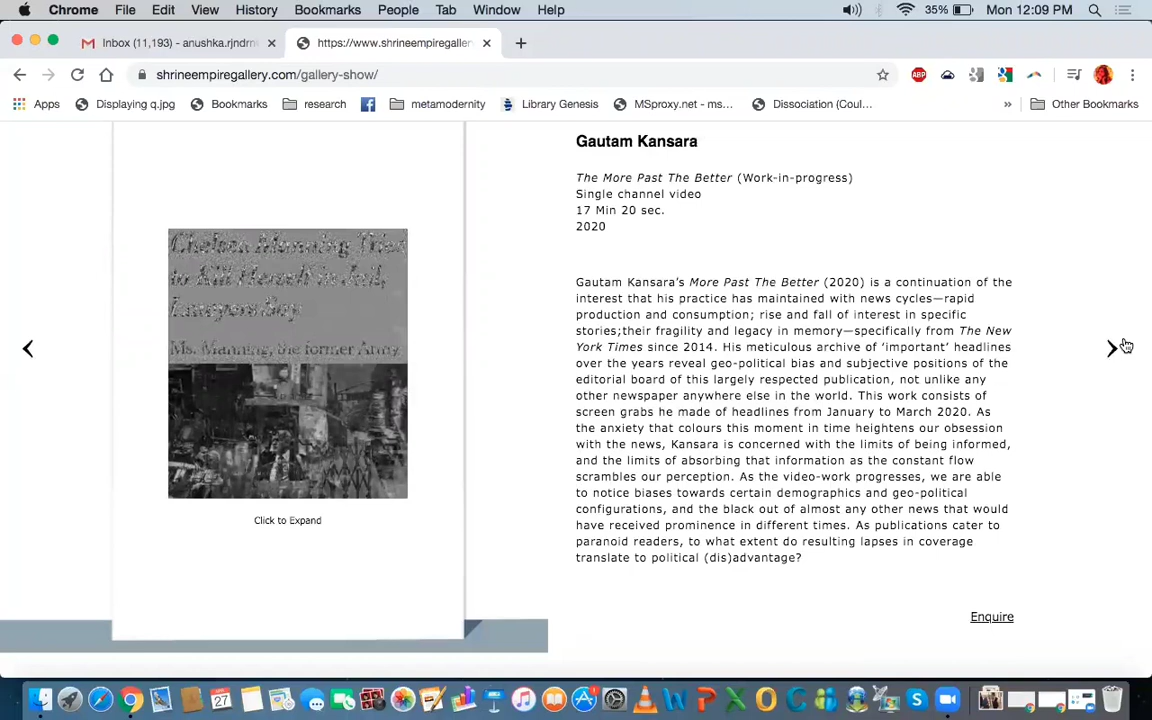 Chrome File Edit View History Bookmarks People Tab Window Help 35% Mon 12:09 PM
Inbox (11,193) - anushka.rjndrn
https://www.shrineempiregaller
shrineempiregallery.com/gallery-show/
Apps Displaying q.jpg Bookmarks research metamodernity Library Genesis MSproxy.net - ms... Dissociation (Coul... » Other Bookmarks
Chelsea Manning Tries
to Kill Herself in Jail,
Lawyers Say
Ms. Manning, the former Army
Click to Expand
Gautam Kansara
The More Past The Better (Work-in-progress)
Single channel video
17 Min 20 sec.
2020
Gautam Kansara's More Past The Better (2020) is a continuation of the
interest that his practice has maintained with news cycles—rapid
production and consumption; rise and fall of interest in specific
stories;their fragility and legacy in memory—specifically from The New
York Times since 2014. His meticulous archive of 'important' headlines
over the years reveal geo-political bias and subjective positions of the
editorial board of this largely respected publication, not unlike any
other newspaper anywhere else in the world. This work consists of
screen grabs he made of headlines from January to March 2020. As
the anxiety that colours this moment in time heightens our obsession
with the news, Kansara is concerned with the limits of being informed,
and the limits of absorbing that information as the constant flow
scrambles our perception. As the video-work progresses, we are able
to notice biases towards certain demographics and geo-political
configurations, and the black out of almost any other news that would
have received prominence in different times. As publications cater to
paranoid readers, to what extent do resulting lapses in coverage
translate to political (dis)advantage?
Enquire